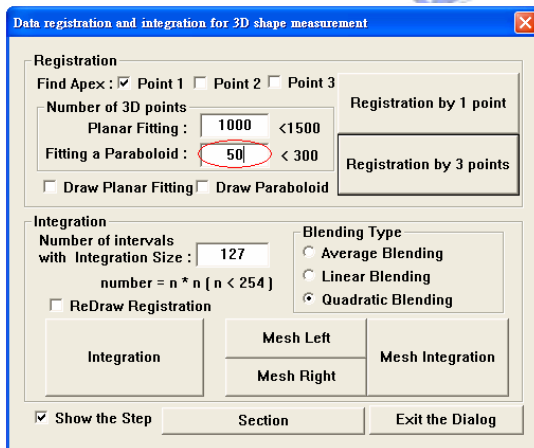 Data registration and integration for 3D shape measurement
Registration
Find Apex : Point 1 Point 2 Point 3
Number of 3D points
Planar Fitting : 1000 <1500
Fitting a Paraboloid : 50 < 300
Draw Planar Fitting Draw Paraboloid
Registration by 1 point
Registration by 3 points
Integration
Number of intervals
with Integration Size : 127
number = n * n ( n < 254 )
ReDraw Registration
Blending Type
Average Blending
Linear Blending
Quadratic Blending
Integration
Mesh Left
Mesh Right
Mesh Integration
Show the Step
Section
Exit the Dialog